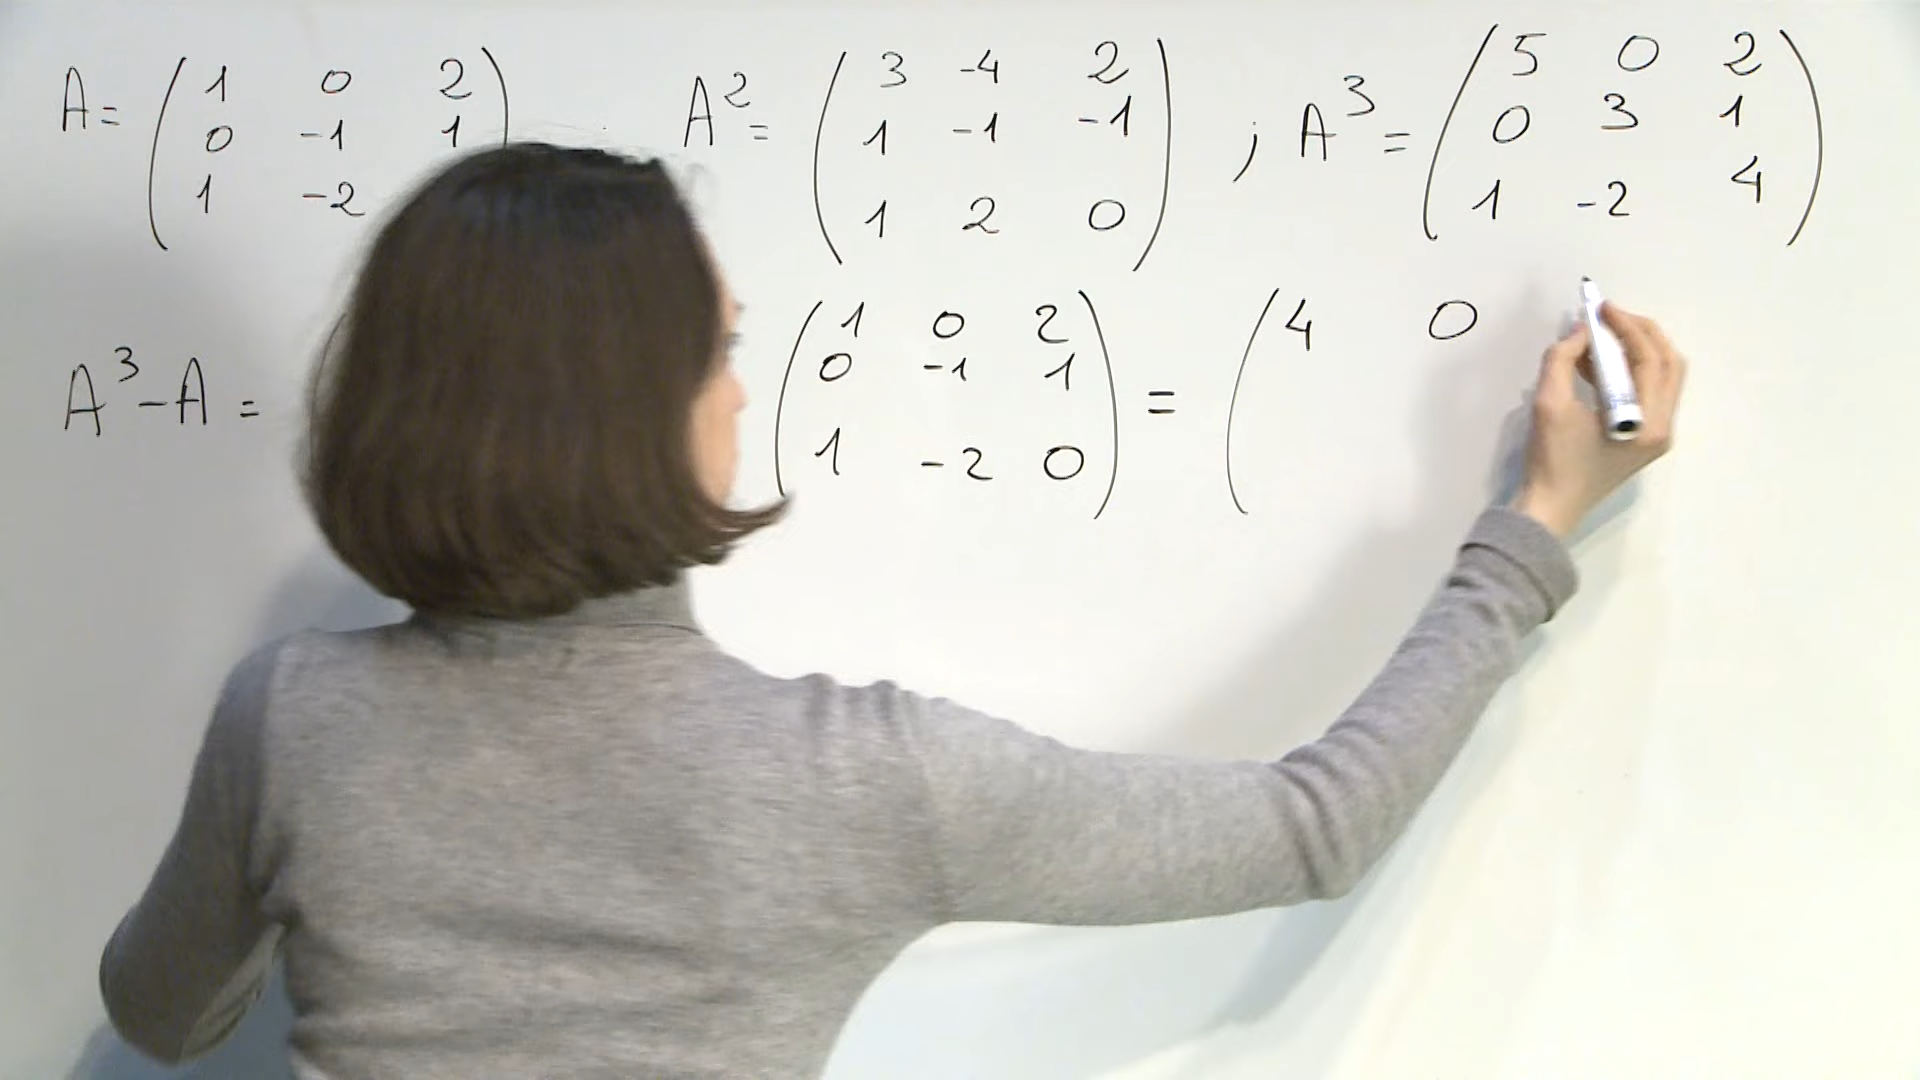 A = ( 1 0 2
0 -1 1
1 -2
A² = ( 3 -4 2
1 -1 -1
1 2 0 )
; A³ = ( 5 0 2
0 3 1
1 -2 4 )
A³ - A =
( 1 0 2
0 -1 1
1 -2 0 )
= ( 4 0